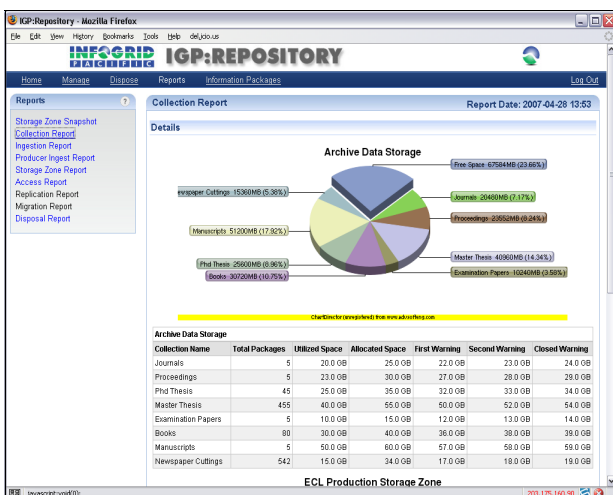 IGP:Repository - Mozilla Firefox
File Edit View History Bookmarks Tools Help del.icio.us
INFOGRID PACIFIC IGP:REPOSITORY
Home Manage Dispose Reports Information Packages Log Out
Reports ?
Storage Zone Snapshot
Collection Report
Ingestion Report
Producer Ingest Report
Storage Zone Report
Access Report
Replication Report
Migration Report
Disposal Report
Collection Report Report Date: 2007-04-28 13:53
Details
Archive Data Storage
Free Space 67584MB (23.66%)
Journals 20480MB (7.17%)
Proceedings 23552MB (8.24%)
Master Thesis 40960MB (14.34%)
Examination Papers 10240MB (3.58%)
Books 30720MB (10.75%)
Phd Thesis 25600MB (8.96%)
Manuscripts 51200MB (17.92%)
ewspaper Cuttings 15360MB (5.38%)
ChartDirector (unregistered) from www.advsofteng.com
Archive Data Storage
Collection Name Total Packages Utilized Space Allocated Space First Warning Second Warning Closed Warning
Journals 5 20.0 GB 25.0 GB 22.0 GB 23.0 GB 24.0 GB
Proceedings 5 23.0 GB 30.0 GB 27.0 GB 28.0 GB 29.0 GB
Phd Thesis 45 25.0 GB 35.0 GB 32.0 GB 33.0 GB 34.0 GB
Master Thesis 455 40.0 GB 55.0 GB 50.0 GB 52.0 GB 54.0 GB
Examination Papers 5 10.0 GB 15.0 GB 12.0 GB 13.0 GB 14.0 GB
Books 80 30.0 GB 40.0 GB 36.0 GB 38.0 GB 39.0 GB
Manuscripts 5 50.0 GB 60.0 GB 57.0 GB 58.0 GB 59.0 GB
Newspaper Cuttings 542 15.0 GB 34.0 GB 17.0 GB 18.0 GB 19.0 GB
ECL Production Storage Zone
javascript:void(0); 203.175.160.90